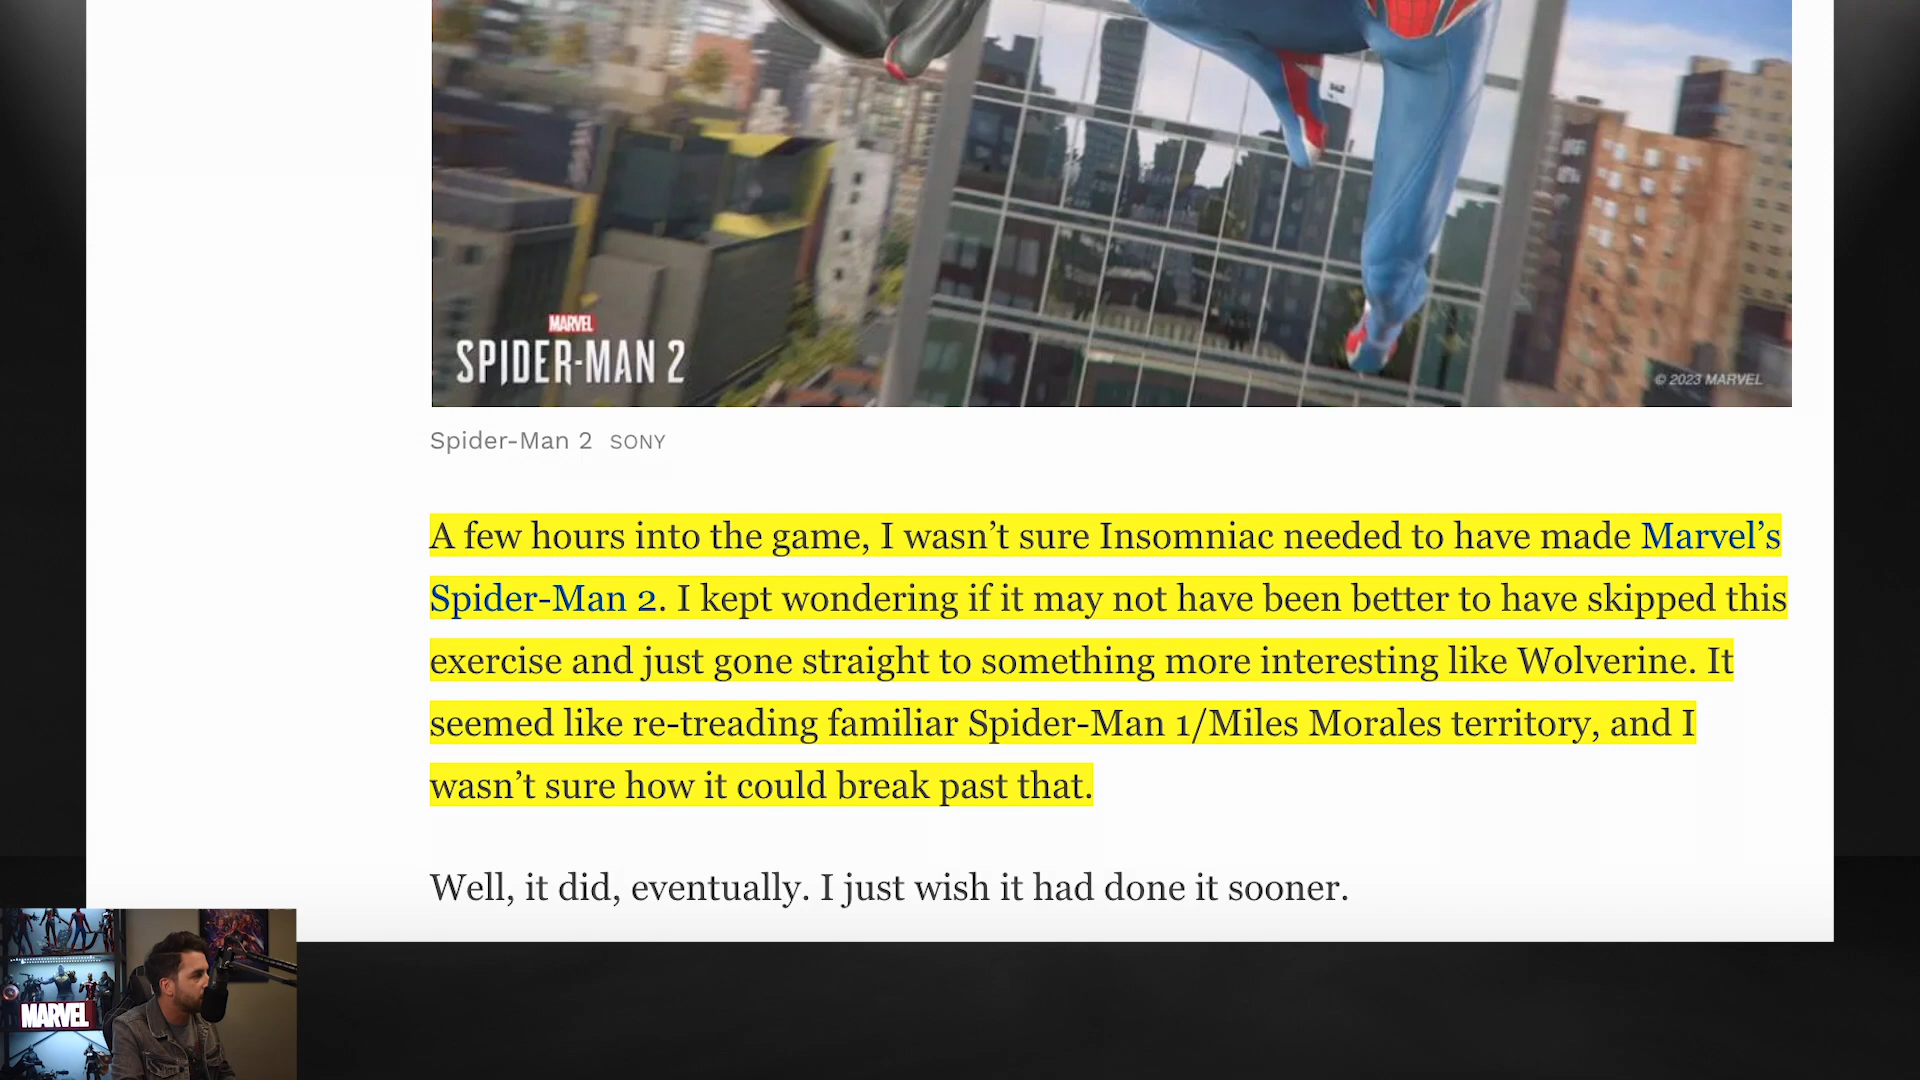 MARVEL
SPIDER-MAN 2
© 2023 MARVEL
Spider-Man 2 SONY
A few hours into the game, I wasn’t sure Insomniac needed to have made Marvel’s
Spider-Man 2. I kept wondering if it may not have been better to have skipped this
exercise and just gone straight to something more interesting like Wolverine. It
seemed like re-treading familiar Spider-Man 1/Miles Morales territory, and I
wasn’t sure how it could break past that.
Well, it did, eventually. I just wish it had done it sooner.
MARVEL